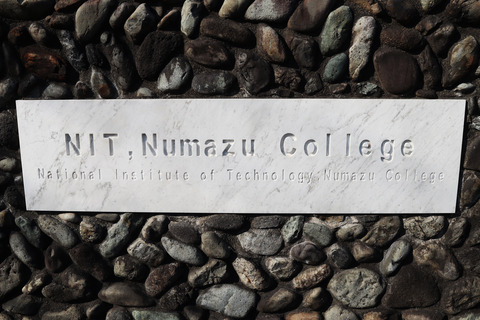 NIT, Numazu College
National Institute of Technology, Numazu College